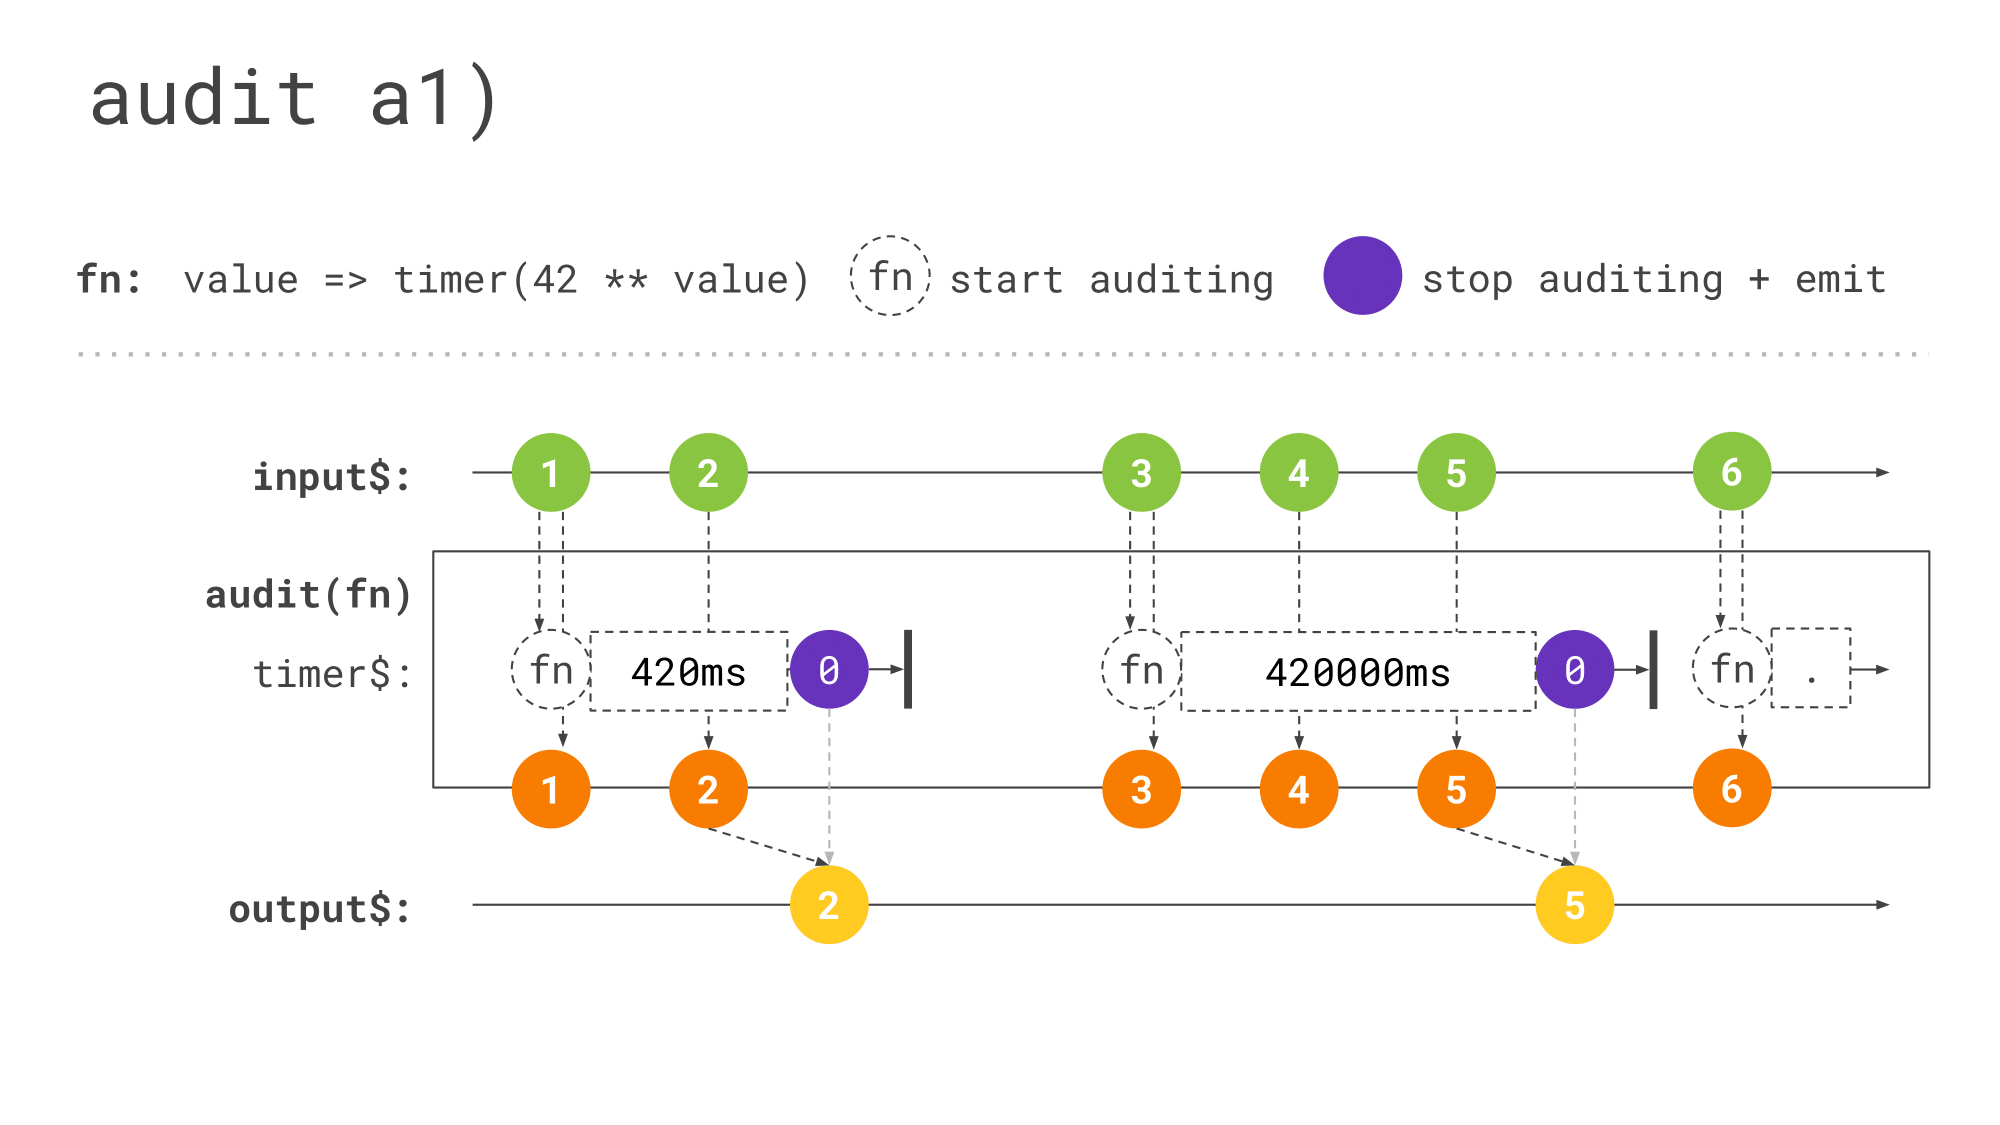 audit a1)
fn: value => timer(42 ** value) fn start auditing stop auditing + emit
input$: 1 2 3 4 5 6
audit(fn)
timer$: fn 420ms 0 fn 420000ms 0 fn .
1 2 3 4 5 6
2 5
output$: